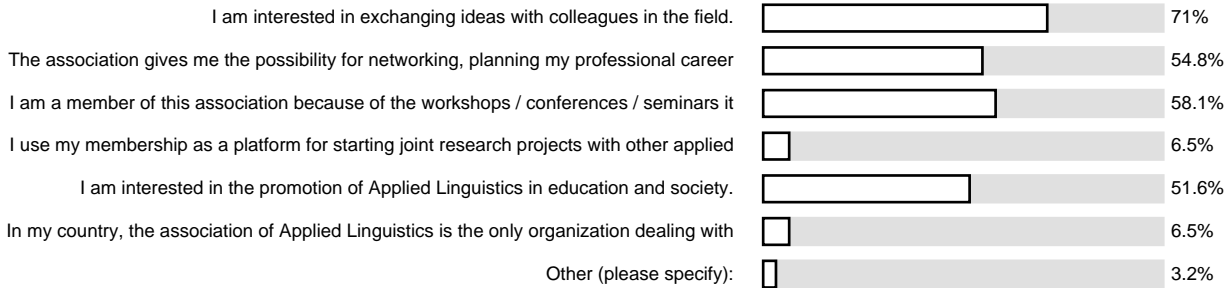 I am interested in exchanging ideas with colleagues in the field. 71%
The association gives me the possibility for networking, planning my professional career 54.8%
I am a member of this association because of the workshops / conferences / seminars it 58.1%
I use my membership as a platform for starting joint research projects with other applied 6.5%
I am interested in the promotion of Applied Linguistics in education and society. 51.6%
In my country, the association of Applied Linguistics is the only organization dealing with 6.5%
Other (please specify): 3.2%